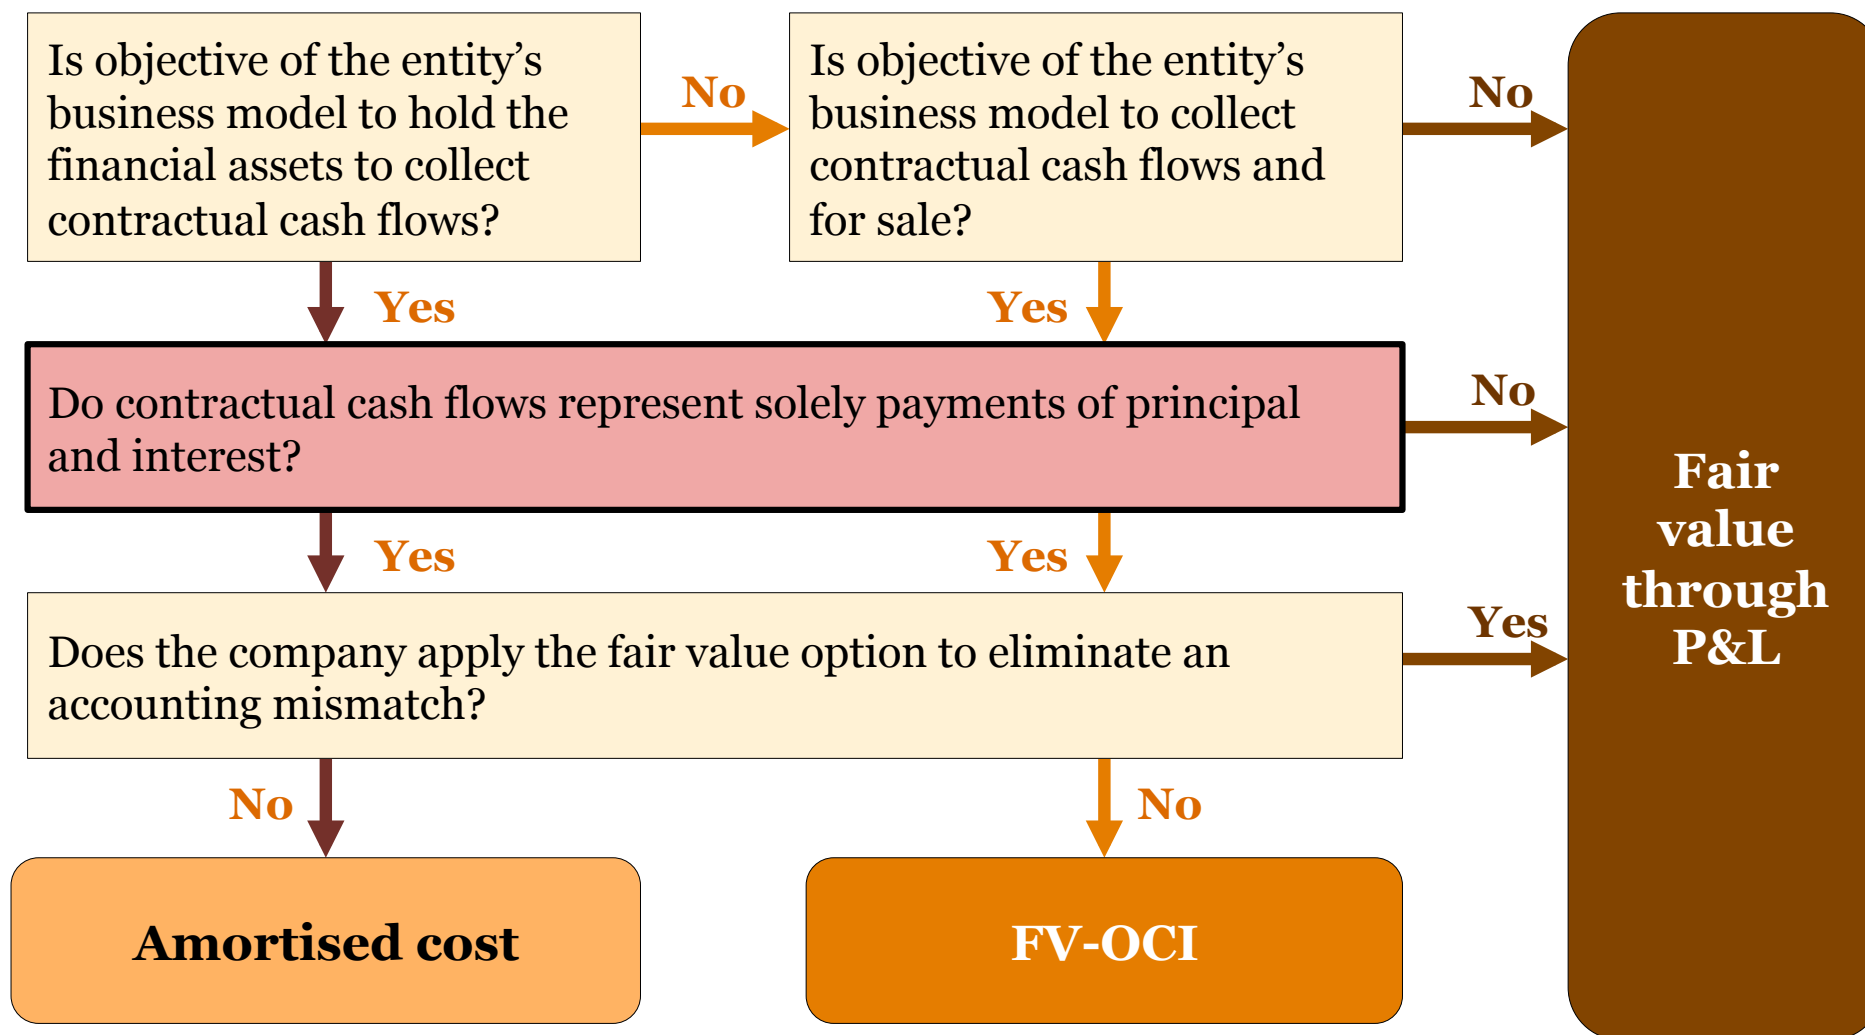 Is objective of the entity’s
business model to hold the
financial assets to collect
contractual cash flows?
No
Is objective of the entity’s
business model to collect
contractual cash flows and
for sale?
No
Yes
Yes
Do contractual cash flows represent solely payments of principal
and interest?
No
Yes
Yes
Does the company apply the fair value option to eliminate an
accounting mismatch?
Yes
No
No
Amortised cost
FV-OCI
Fair
value
through
P&L